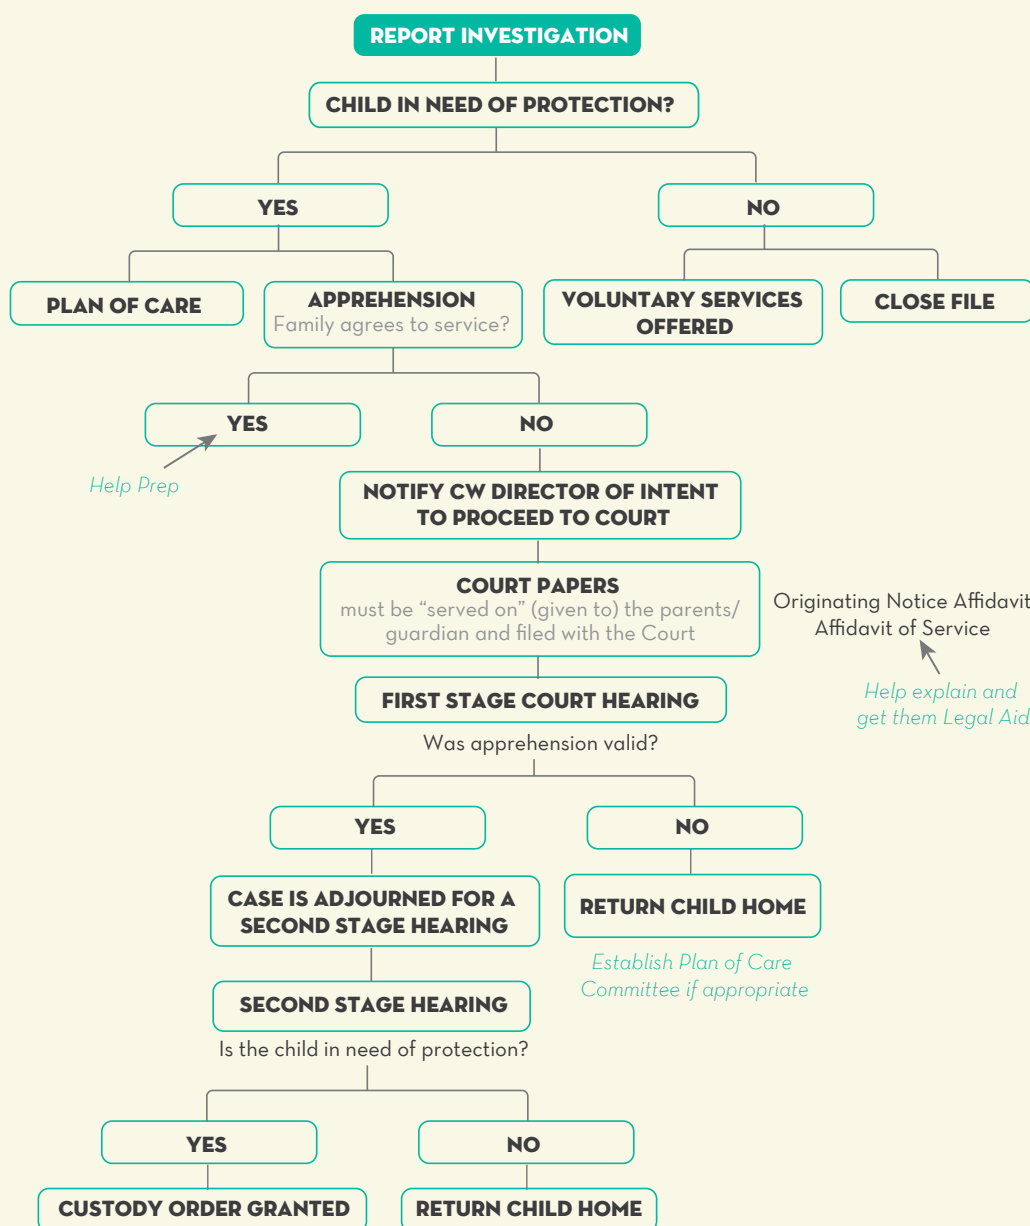 REPORT INVESTIGATION
CHILD IN NEED OF PROTECTION?
YES
NO
PLAN OF CARE
APPREHENSION
Family agrees to service?
VOLUNTARY SERVICES
OFFERED
CLOSE FILE
YES
NO
Help Prep
NOTIFY CW DIRECTOR OF INTENT
TO PROCEED TO COURT
COURT PAPERS
must be “served on” (given to) the parents/
guardian and filed with the Court
Originating Notice Affidavit
Affidavit of Service
Help explain and
get them Legal Aid
FIRST STAGE COURT HEARING
Was apprehension valid?
YES
NO
CASE IS ADJOURNED FOR A
SECOND STAGE HEARING
RETURN CHILD HOME
Establish Plan of Care
Committee if appropriate
SECOND STAGE HEARING
Is the child in need of protection?
YES
NO
CUSTODY ORDER GRANTED
RETURN CHILD HOME